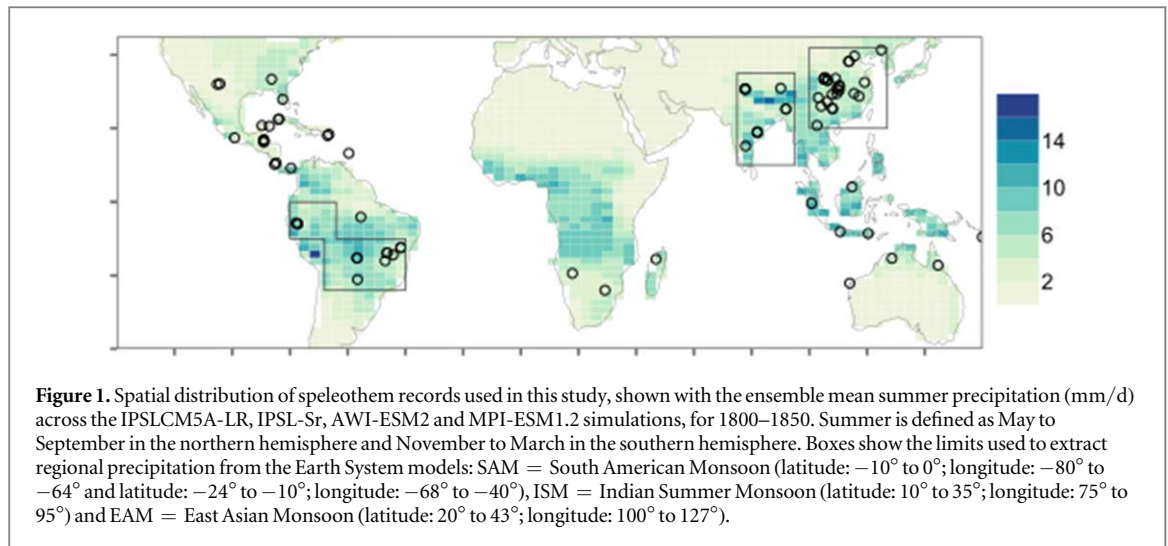 14
10
6
2
Figure 1. Spatial distribution of speleothem records used in this study, shown with the ensemble mean summer precipitation (mm/d)
across the IPSLCM5A-LR, IPSL-Sr, AWI-ESM2 and MPI-ESM1.2 simulations, for 1800–1850. Summer is defined as May to
September in the northern hemisphere and November to March in the southern hemisphere. Boxes show the limits used to extract
regional precipitation from the Earth System models: SAM = South American Monsoon (latitude: −10° to 0°; longitude: −80° to
−64° and latitude: −24° to −10°; longitude: −68° to −40°), ISM = Indian Summer Monsoon (latitude: 10° to 35°; longitude: 75° to
95°) and EAM = East Asian Monsoon (latitude: 20° to 43°; longitude: 100° to 127°).